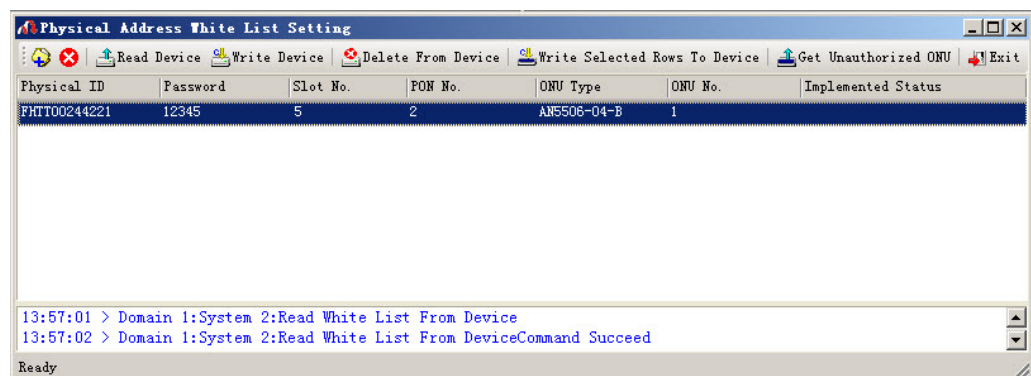 Physical Address White List Setting
Read Device Write Device Delete From Device Write Selected Rows To Device Get Unauthorized ONU Exit
Physical ID Password Slot No. PON No. ONU Type ONU No. Implemented Status
FHTT00244221 12345 5 2 AN5506-04-B 1
13:57:01 > Domain 1:System 2:Read White List From Device
13:57:02 > Domain 1:System 2:Read White List From DeviceCommand Succeed
Ready